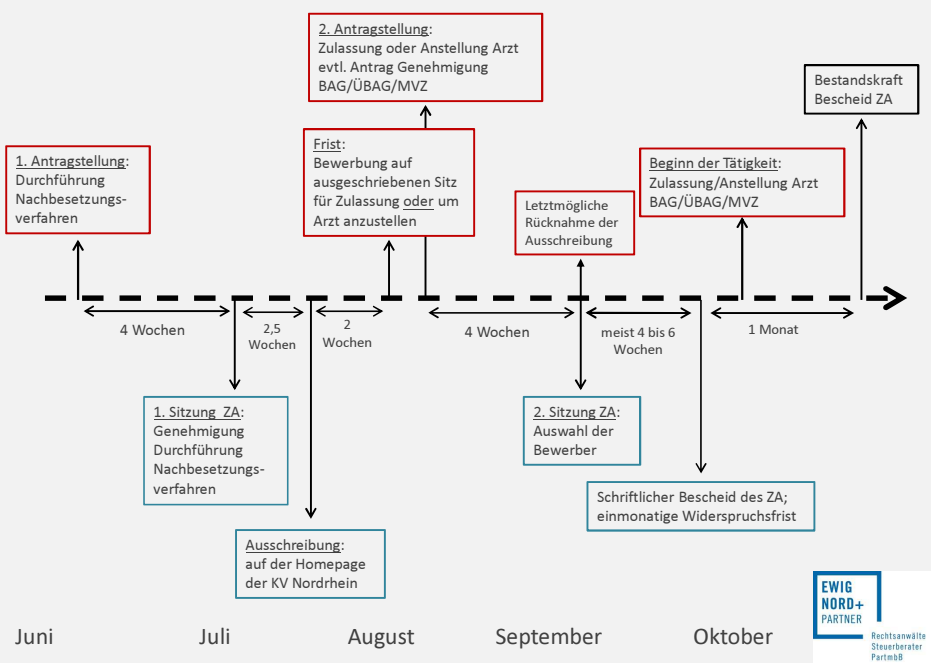 2. Antragstellung:
Zulassung oder Anstellung Arzt
evtl. Antrag Genehmigung
BAG/ÜBAG/MVZ
Bestandskraft
Bescheid ZA
1. Antragstellung:
Durchführung
Nachbesetzungs-
verfahren
Frist:
Bewerbung auf
ausgeschriebenen Sitz
für Zulassung oder um
Arzt anzustellen
Letztmögliche
Rücknahme der
Ausschreibung
Beginn der Tätigkeit:
Zulassung/Anstellung Arzt
BAG/ÜBAG/MVZ
4 Wochen
2,5
Wochen
2
Wochen
4 Wochen
meist 4 bis 6
Wochen
1 Monat
1. Sitzung ZA:
Genehmigung
Durchführung
Nachbesetzungs-
verfahren
2. Sitzung ZA:
Auswahl der
Bewerber
Schriftlicher Bescheid des ZA;
einmonatige Widerspruchsfrist
Ausschreibung:
auf der Homepage
der KV Nordrhein
Juni
Juli
August
September
Oktober
EWIG
NORD+
PARTNER
Rechtsanwälte
Steuerberater
PartmbB